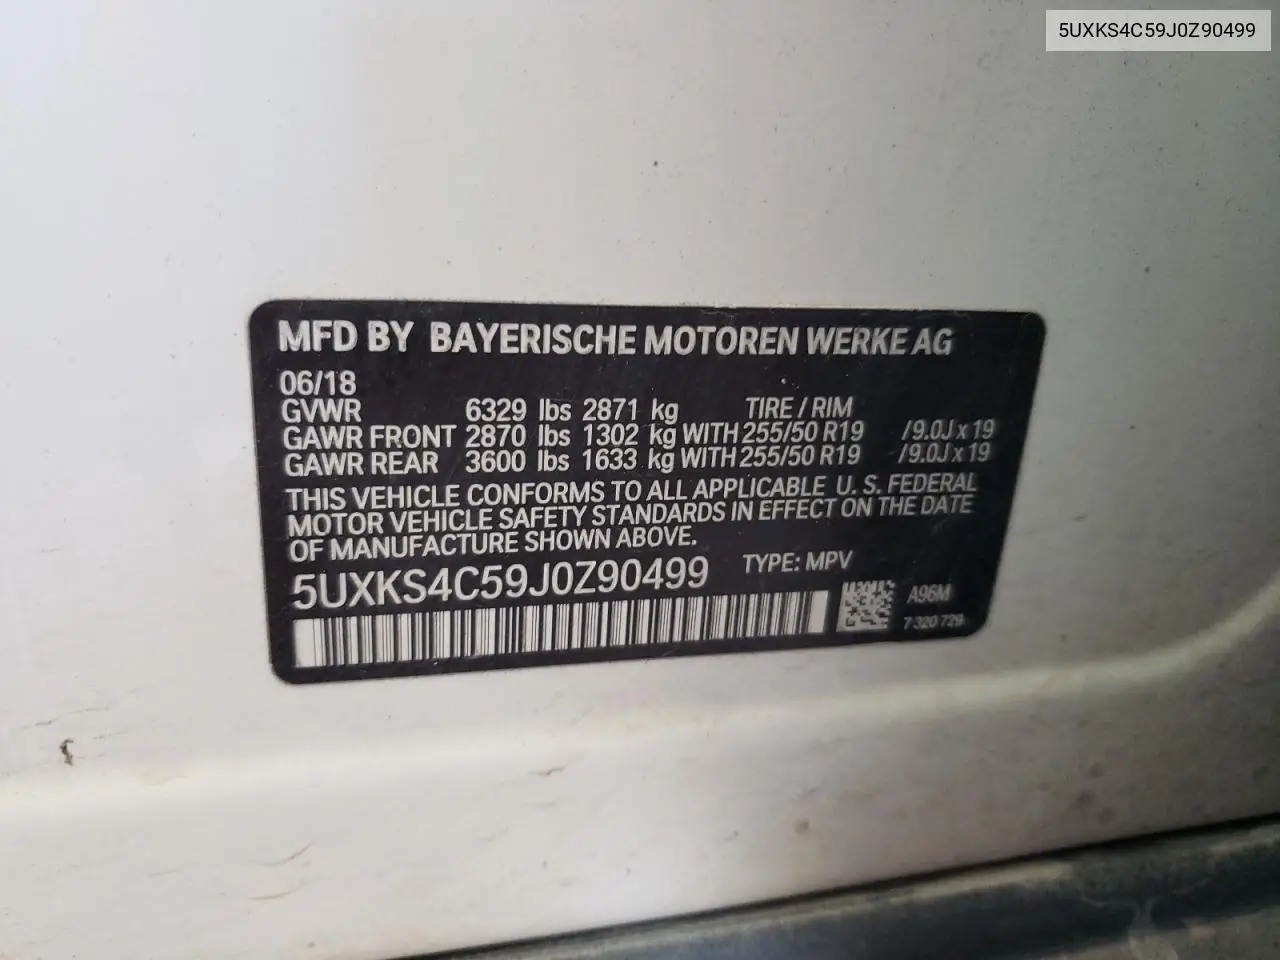 5UXKS4C59J0Z90499
MFD BY BAYERISCHE MOTOREN WERKE AG
06/18
GVWR 6329 lbs 2871 kg TIRE / RIM
GAWR FRONT 2870 lbs 1302 kg WITH 255/50 R19 /9.0J x 19
GAWR REAR 3600 lbs 1633 kg WITH 255/50 R19 /9.0J x 19
THIS VEHICLE CONFORMS TO ALL APPLICABLE U. S. FEDERAL
MOTOR VEHICLE SAFETY STANDARDS IN EFFECT ON THE DATE
OF MANUFACTURE SHOWN ABOVE.
5UXKS4C59J0Z90499 TYPE: MPV
A96M
7 320 729